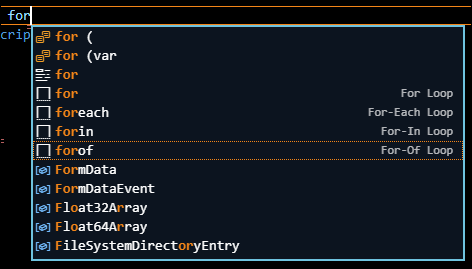 for
crip
for (
for (var
for
for For Loop
foreach For-Each Loop
forin For-In Loop
forof For-Of Loop
FormData
FormDataEvent
Float32Array
Float64Array
FileSystemDirectoryEntry